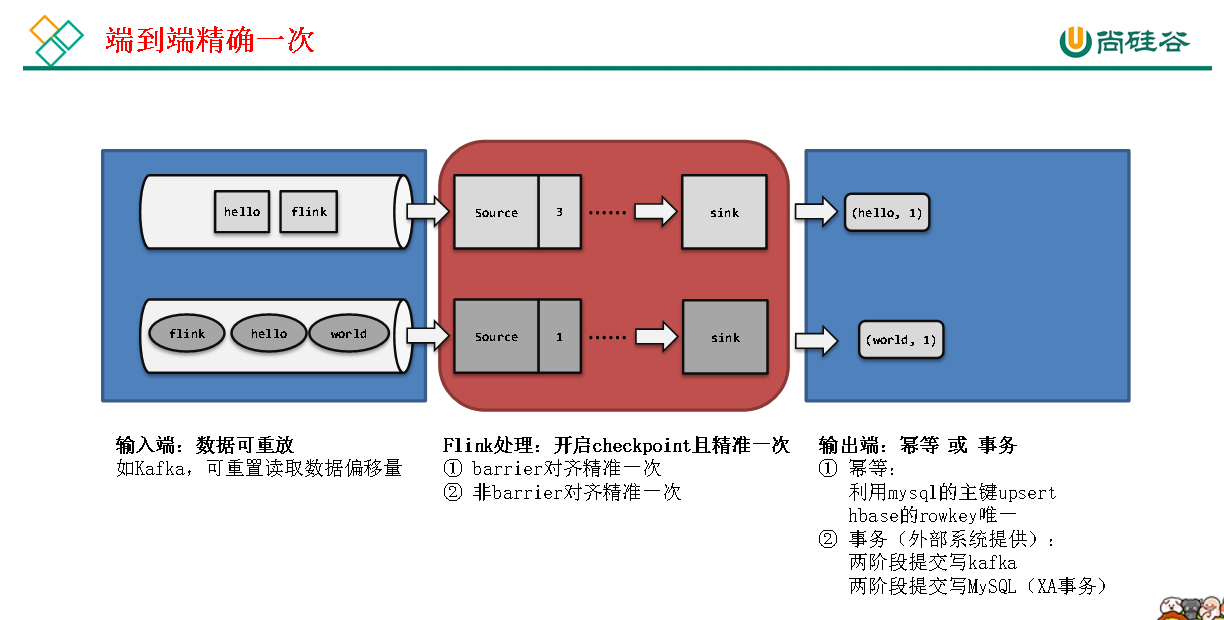 端到端精确一次
尚硅谷
hello
flink
Source
3
......
sink
(hello, 1)
flink
hello
world
Source
1
......
sink
(world, 1)
输入端：数据可重放
如Kafka，可重置读取数据偏移量
Flink处理：开启checkpoint且精准一次
① barrier对齐精准一次
② 非barrier对齐精准一次
输出端：幂等 或 事务
① 幂等：
利用mysql的主键upsert
hbase的rowkey唯一
② 事务（外部系统提供）：
两阶段提交写kafka
两阶段提交写MySQL（XA事务）